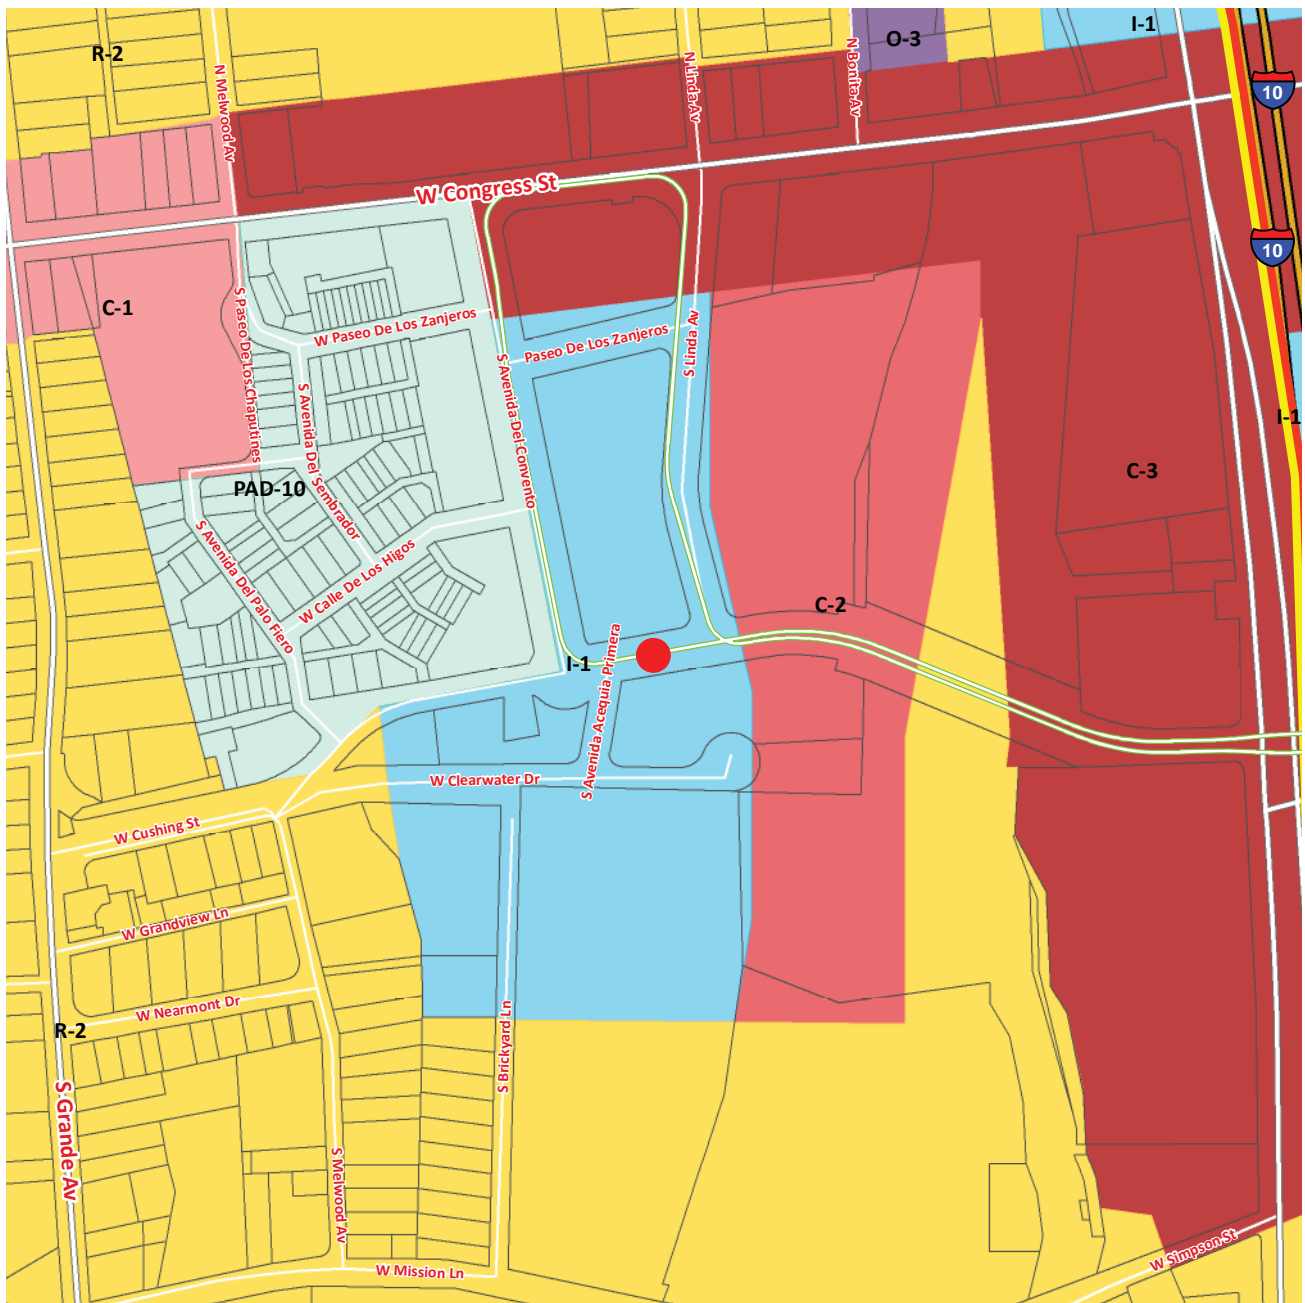 I-1
O-3
R-2
N Melwood Av
N Linda Av
N Bonita Av
10
W Congress St
10
C-1
S Paseo De Los Chaputines
W Paseo De Los Zanjeros
Paseo De Los Zanjeros
S Linda Av
S Avenida Del Convento
S Avenida Del Sembrador
I-1
C-3
PAD-10
S Avenida Del Palo Fiero
W Calle De Los Higos
C-2
I-1
S Avenida Acequia Primera
W Clearwater Dr
W Cushing St
W Grandview Ln
W Nearmont Dr
R-2
S Brickyard Ln
S Grande Av
S Melwood Av
W Mission Ln
W Simpson St